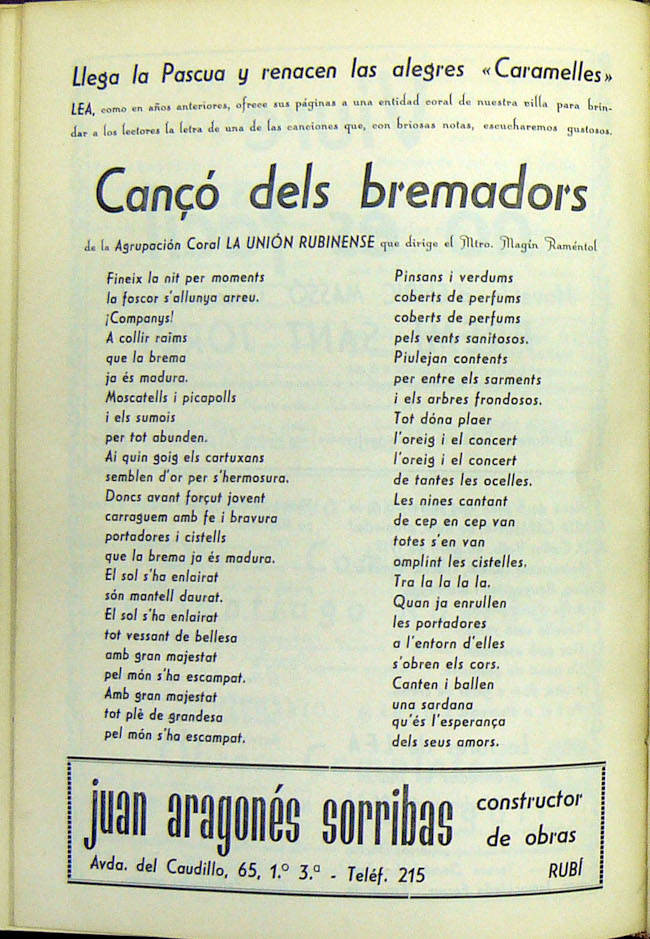 Llega la Pascua y renacen las alegres «Caramelles»
LEA, como en años anteriores, ofrece sus páginas a una entidad coral de nuestra villa para brin-
dar a los lectores la letra de una de las canciones que, con briosas notas, escucharemos gustosos.
Cançó dels bremadors
de la Agrupación Coral LA UNIÓN RUBINENSE que dirige el Mtro. Magín Raméntol
Fineix la nit per moments
la foscor s'allunya arreu.
¡Companys!
A collir raïms
que la brema
ja és madura.
Moscatells i picapolls
i els sumois
per tot abunden.
Ai quin goig els cartuxans
semblen d'or per s'hermosura.
Doncs avant forçut jovent
carraguem amb fe i bravura
portadores i cistells
que la brema ja és madura.
El sol s'ha enlairat
són mantell daurat.
El sol s'ha enlairat
tot vessant de bellesa
amb gran majestat
pel món s'ha escampat.
Amb gran majestat
tot plè de grandesa
pel món s'ha escampat.
Pinsans i verdums
coberts de perfums
coberts de perfums
pels vents sanitosos.
Piulejan contents
per entre els sarments
i els arbres frondosos.
Tot dóna plaer
l'oreig i el concert
l'oreig i el concert
de tantes les ocelles.
Les nines cantant
de cep en cep van
totes s'en van
omplint les cistelles.
Tra la la la la.
Quan ja enrullen
les portadores
a l'entorn d'elles
s'obren els cors.
Canten i ballen
una sardana
qu'és l'esperança
dels seus amors.
juan aragonés sorribas
constructor
de obras
Avda. del Caudillo, 65, 1.º 3.ª - Teléf. 215
RUBÍ